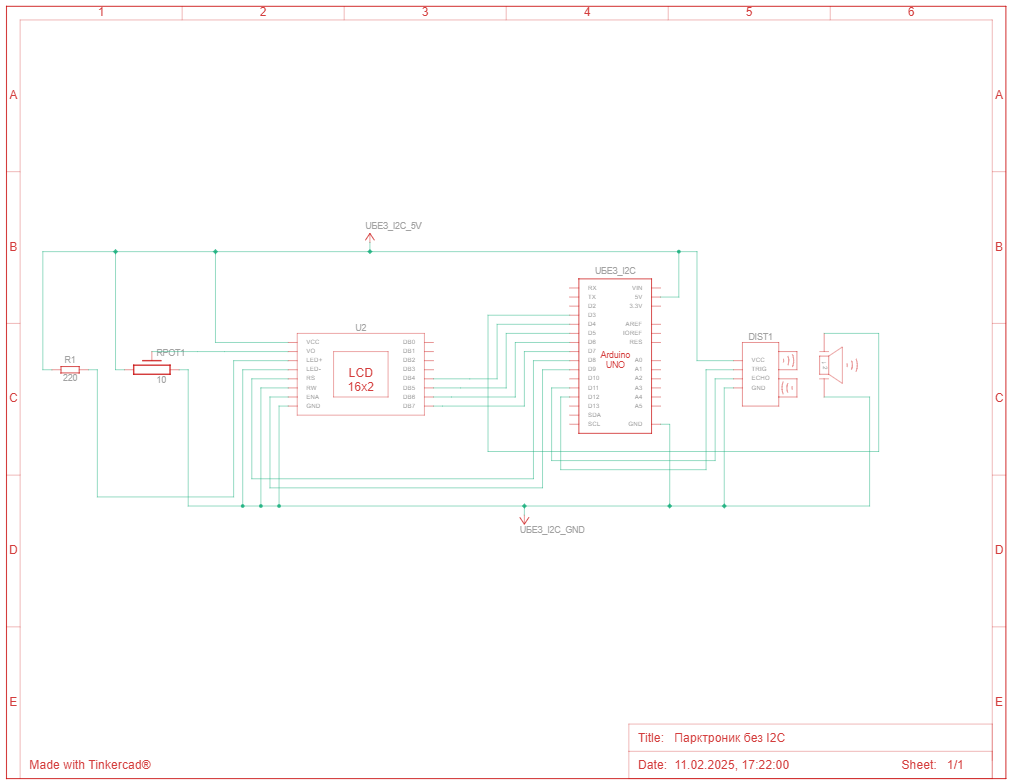 1 2 3 4 5 6
A A
B B
C C
D D
E E
UБЕЗ_I2C_5V
UБЕЗ_I2C
RX VIN
TX 5V
D2 3.3V
D3
D4 AREF
D5 IOREF
D6 RES
D7
D8 A0
D9 A1
D10 A2
D11 A3
D12 A4
D13 A5
SDA
SCL GND
Arduino
UNO
U2
VCC DB0
VO DB1
LED+ DB2
LED- DB3
RS DB4
RW DB5
ENA DB6
GND DB7
LCD
16x2
R1
220
RPOT1
10
DIST1
VCC
TRIG
ECHO
GND
1 2
UБЕЗ_I2C_GND
Title: Парктроник без I2C
Date: 11.02.2025, 17:22:00 Sheet: 1/1
Made with Tinkercad®